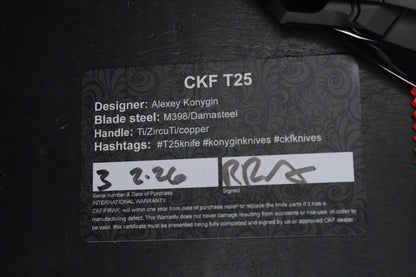 CKF T25
Designer: Alexey Konygin
Blade steel: M398/Damasteel
Handle: Ti/ZircuTi/copper
Hashtags: #T25knife #konyginknives #ckfknives
3 2.26
Serial number & Date of Purchase Signed
INTERNATIONAL WARRANTY
CKF/FRWK, will within one year from date of purchase repair or replace the knife parts if it has a
manufacturing defect. The Warranty does not cover damage resulting from accidents or mis-use. In order to
be valid, this certificate must be presented being fully completed and signed by us or approved CKF dealer.